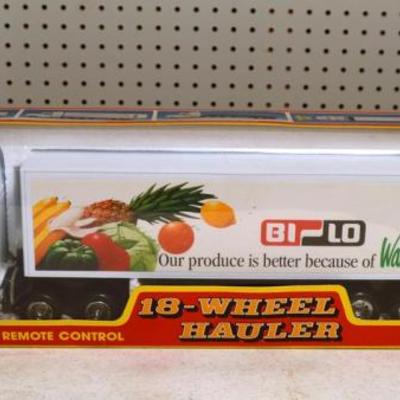 BI-LO
Our produce is better because of Wa
18-WHEEL
HAULER
REMOTE CONTROL